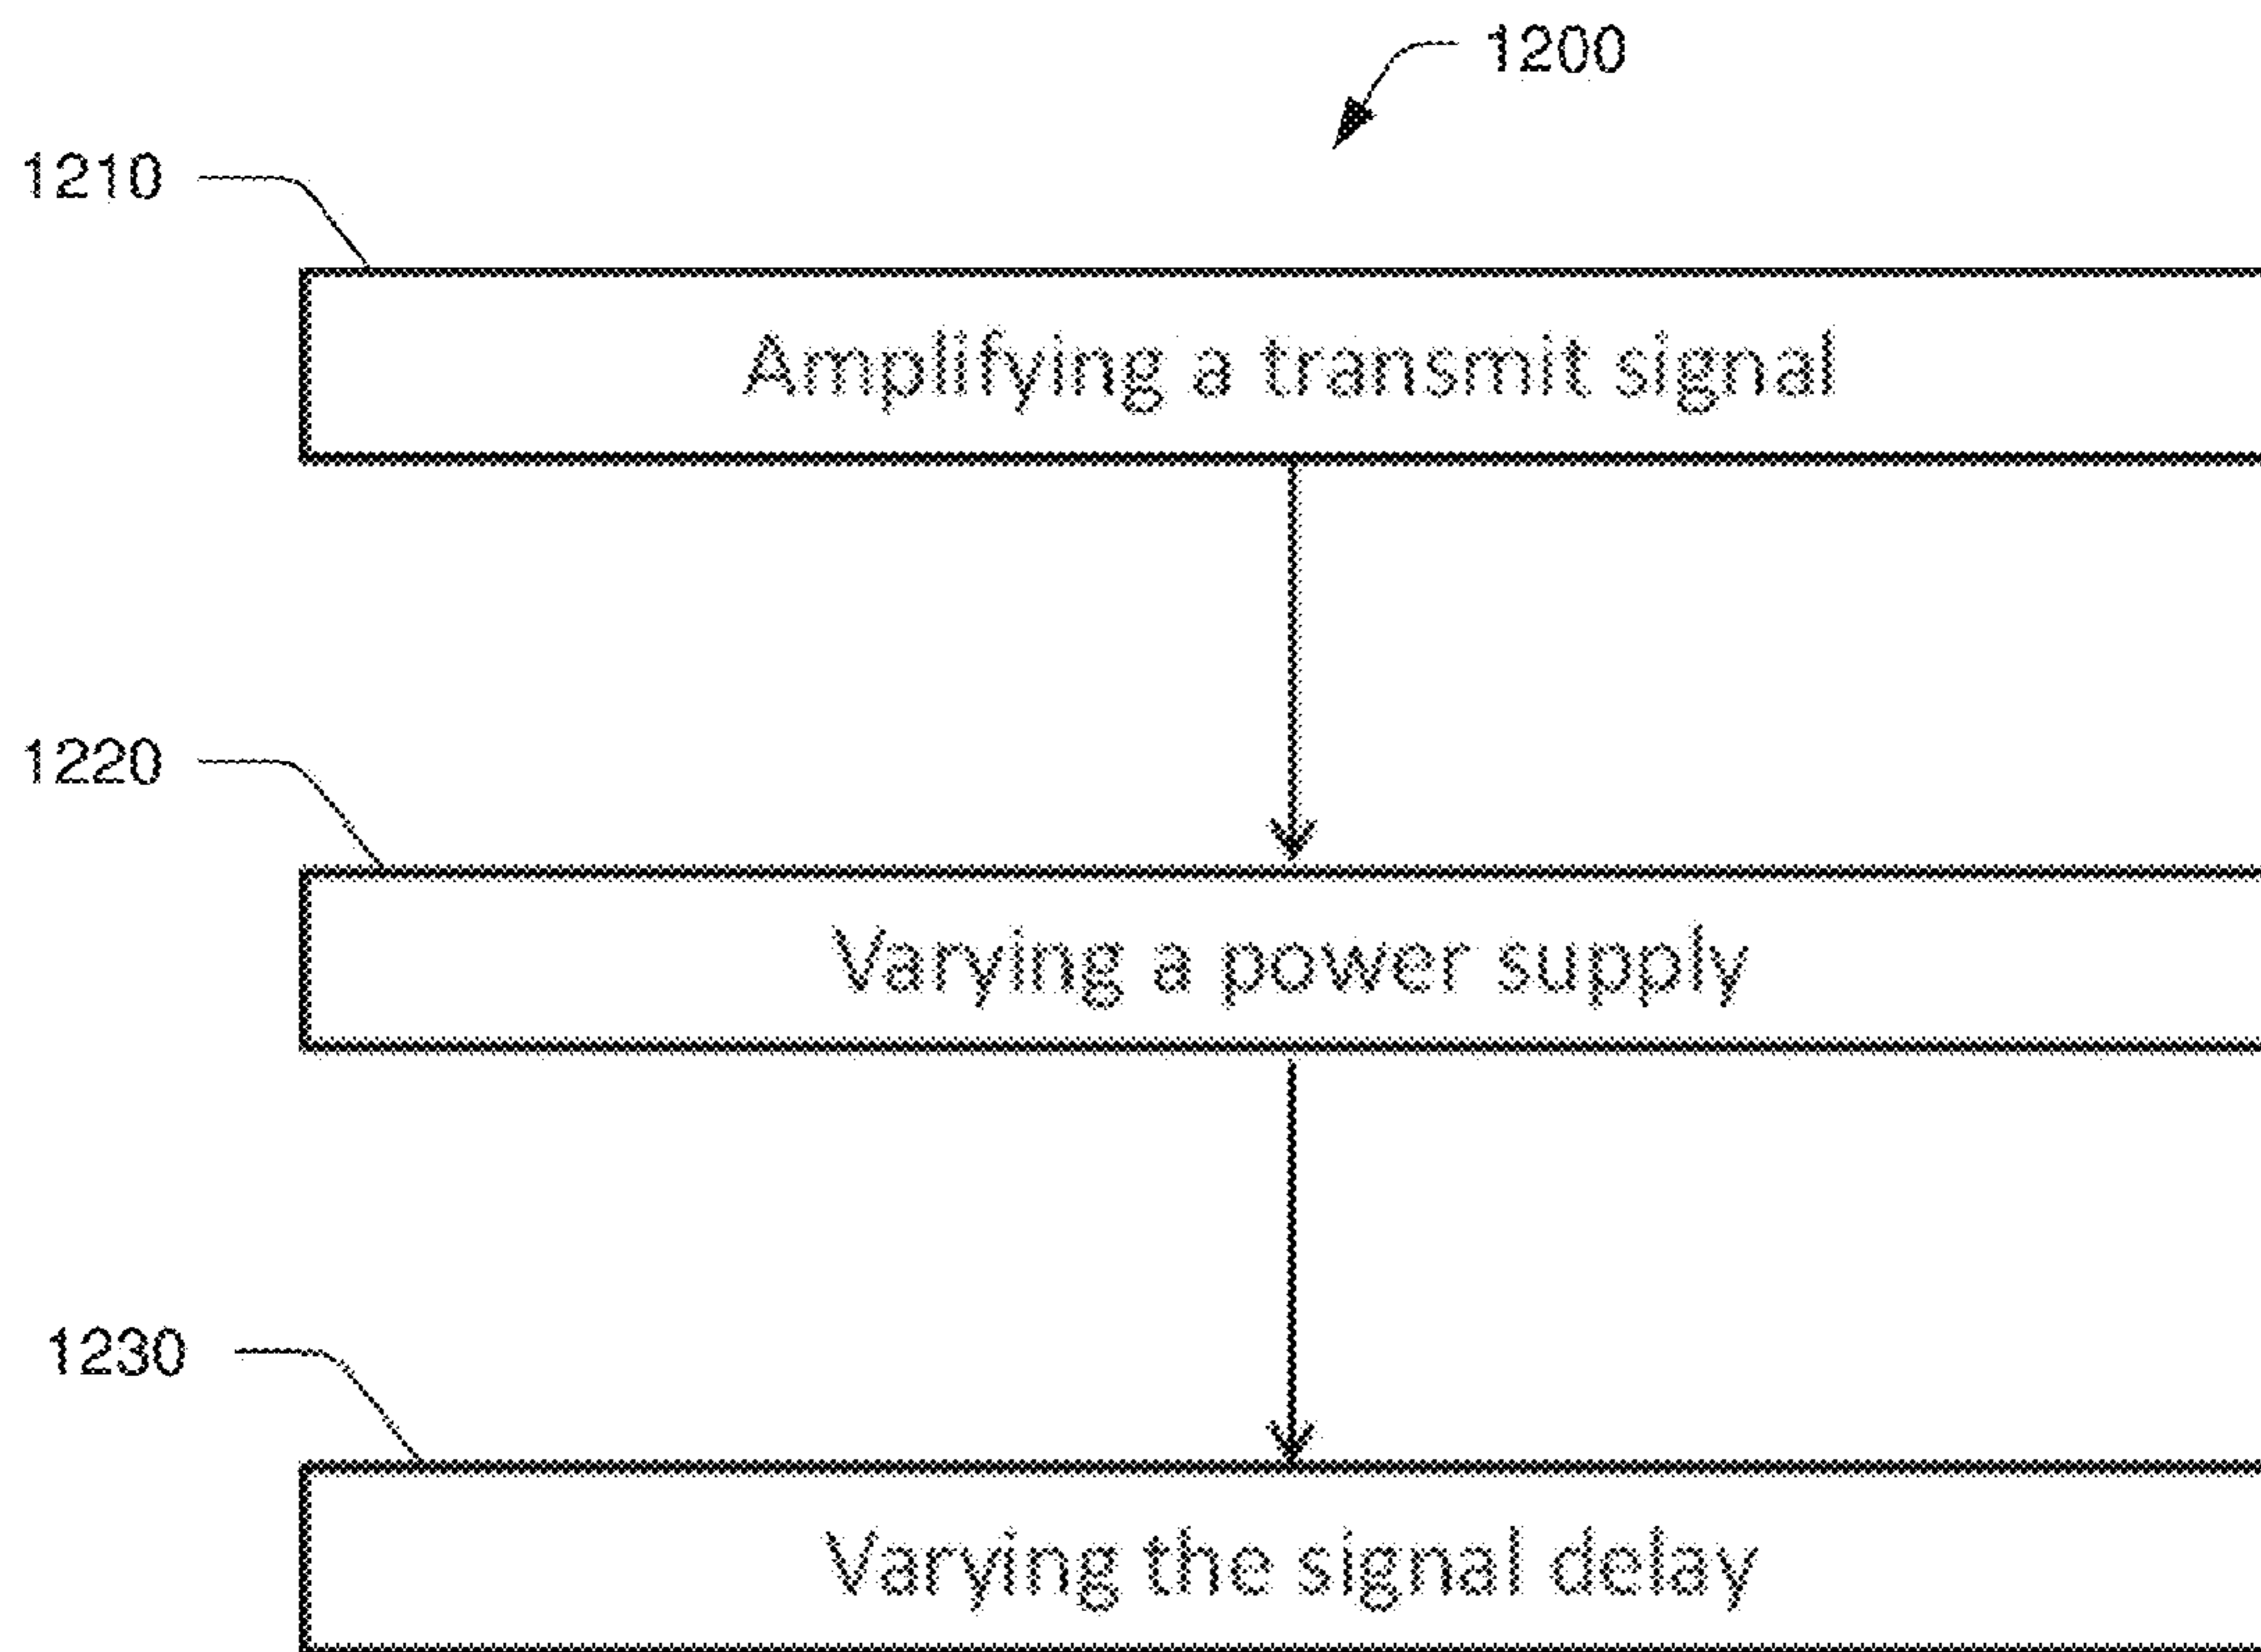 1200
1210
Amplifying a transmit signal
1220
Varying a power supply
1230
Varying the signal delay